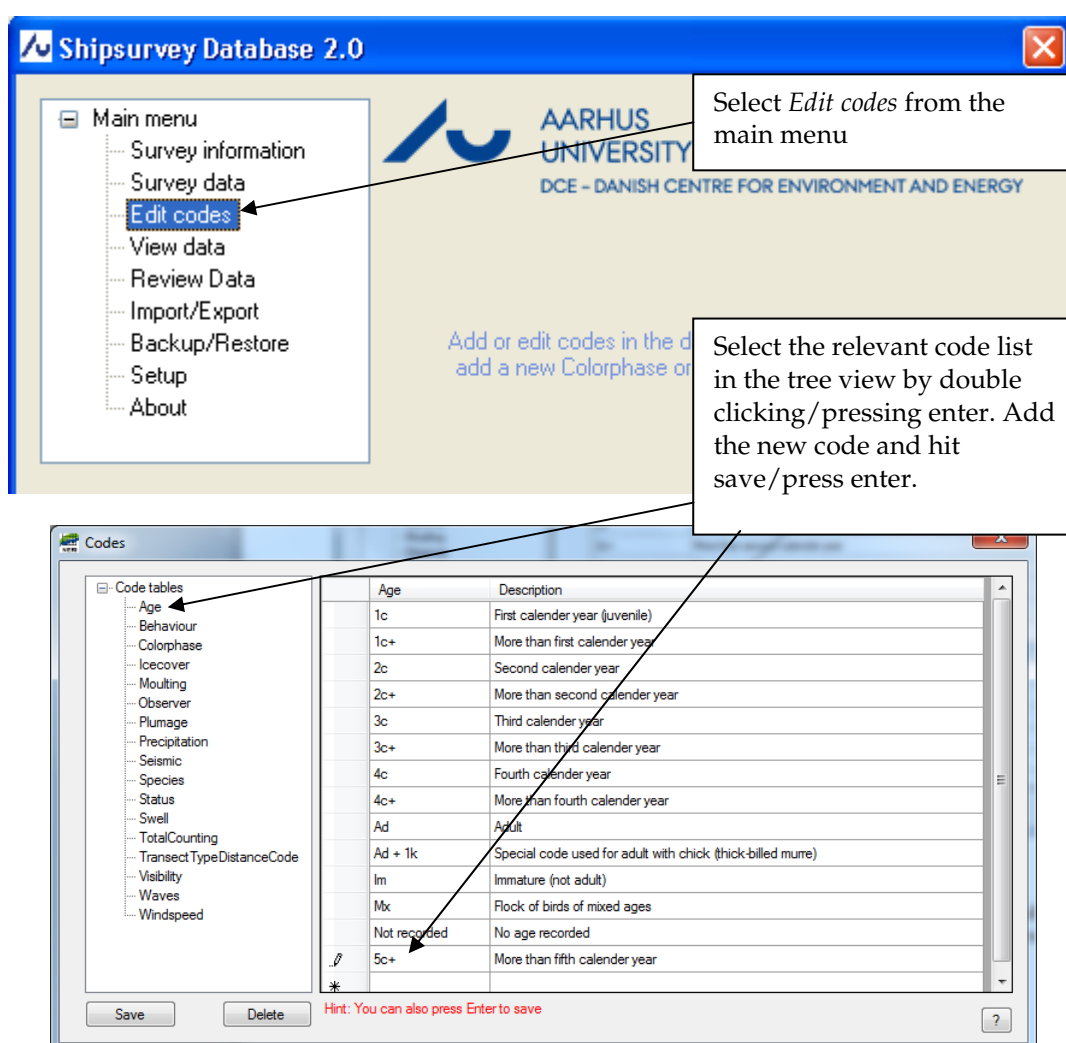 Shipsurvey Database 2.0
Main menu
Survey information
Survey data
Edit codes
View data
Review Data
Import/Export
Backup/Restore
Setup
About
AARHUS
UNIVERSITY
DCE - DANISH CENTRE FOR ENVIRONMENT AND ENERGY
Select Edit codes from the
main menu
Add or edit codes in the
add a new Colorphase or
Select the relevant code list
in the tree view by double
clicking/pressing enter. Add
the new code and hit
save/press enter.
Codes
Code tables
Age
Behaviour
Colorphase
Icecover
Moulting
Observer
Plumage
Precipitation
Seismic
Species
Status
Swell
TotalCounting
TransectTypeDistanceCode
Visibility
Waves
Windspeed
Age Description
1c First calender year (juvenile)
1c+ More than first calender year
2c Second calender year
2c+ More than second calender year
3c Third calender year
3c+ More than third calender year
4c Fourth calender year
4c+ More than fourth calender year
Ad Adult
Ad + 1k Special code used for adult with chick (thick-billed murre)
Im Immature (not adult)
Mx Flock of birds of mixed ages
Not recorded No age recorded
5c+ More than fifth calender year
Save Delete Hint: You can also press Enter to save ?